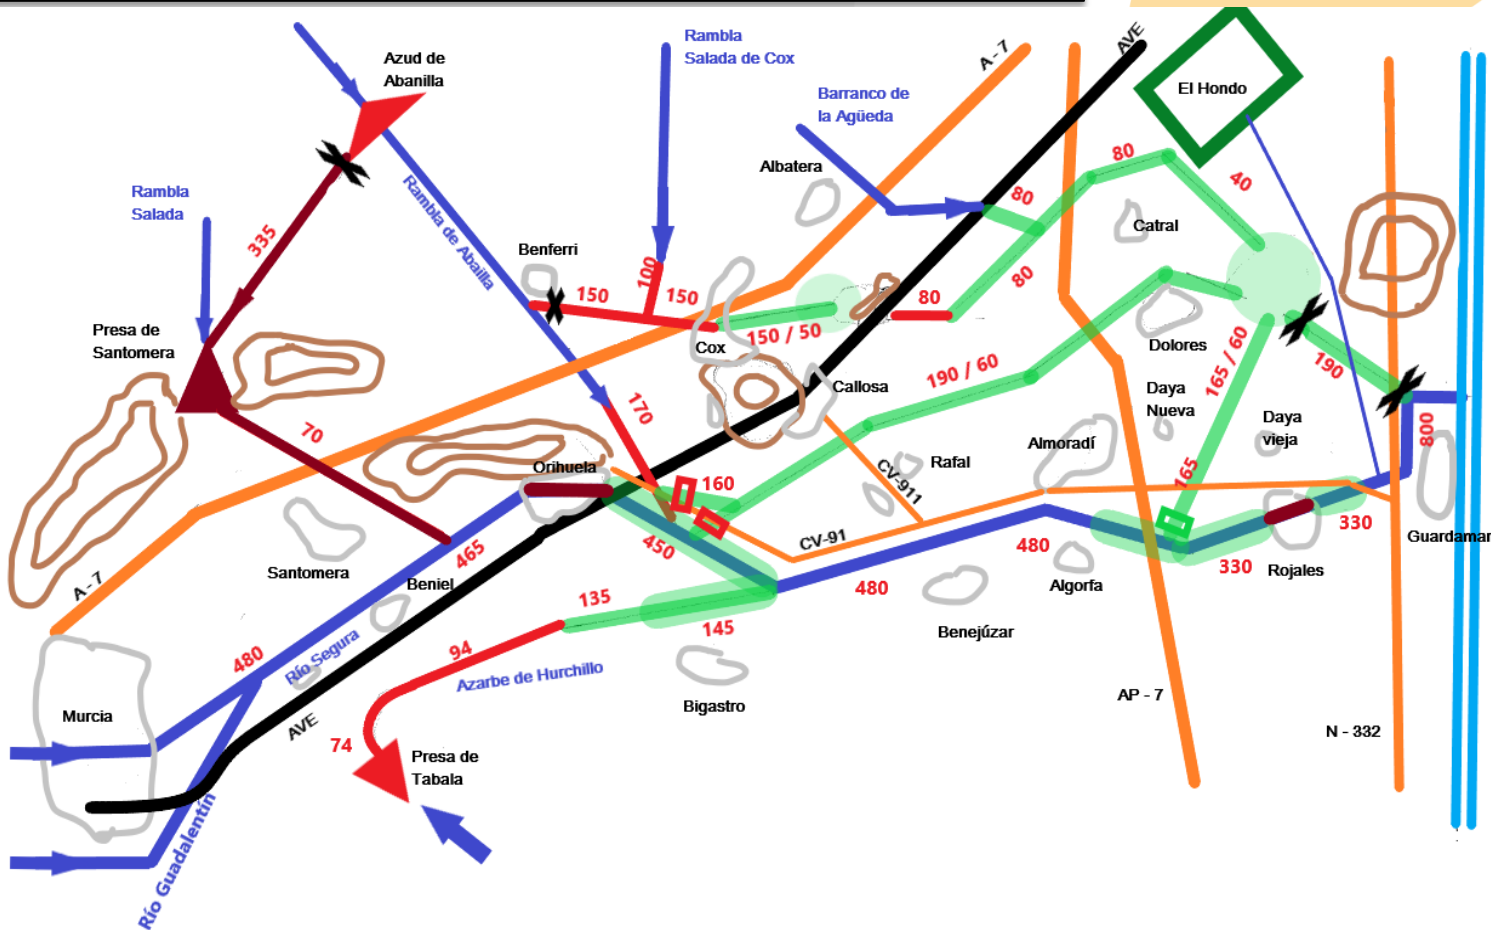 Azud de
Abanilla
Rambla
Salada de Cox
A - 7
AVE
El Hondo
Barranco de
la Agüeda
Albatera
80
80
40
Rambla
Salada
Rambla de Abailla
335
Benferri
100
150
150
Catral
80
80
Presa de
Santomera
Cox
150 / 50
Dolores
165 / 60
190
190 / 60
Callosa
Daya
Nueva
Daya
vieja
800
170
70
Orihuela
160
CV-911
Rafal
Almoradí
165
330
Guardamar
450
CV-91
480
330
Rojales
465
Santomera
Beniel
A - 7
135
480
Algorfa
145
Benejúzar
480
Río Segura
94
Azarbe de Hurchillo
Bigastro
AP - 7
Murcia
AVE
74
Presa de
Tabala
N - 332
Río Guadalentín